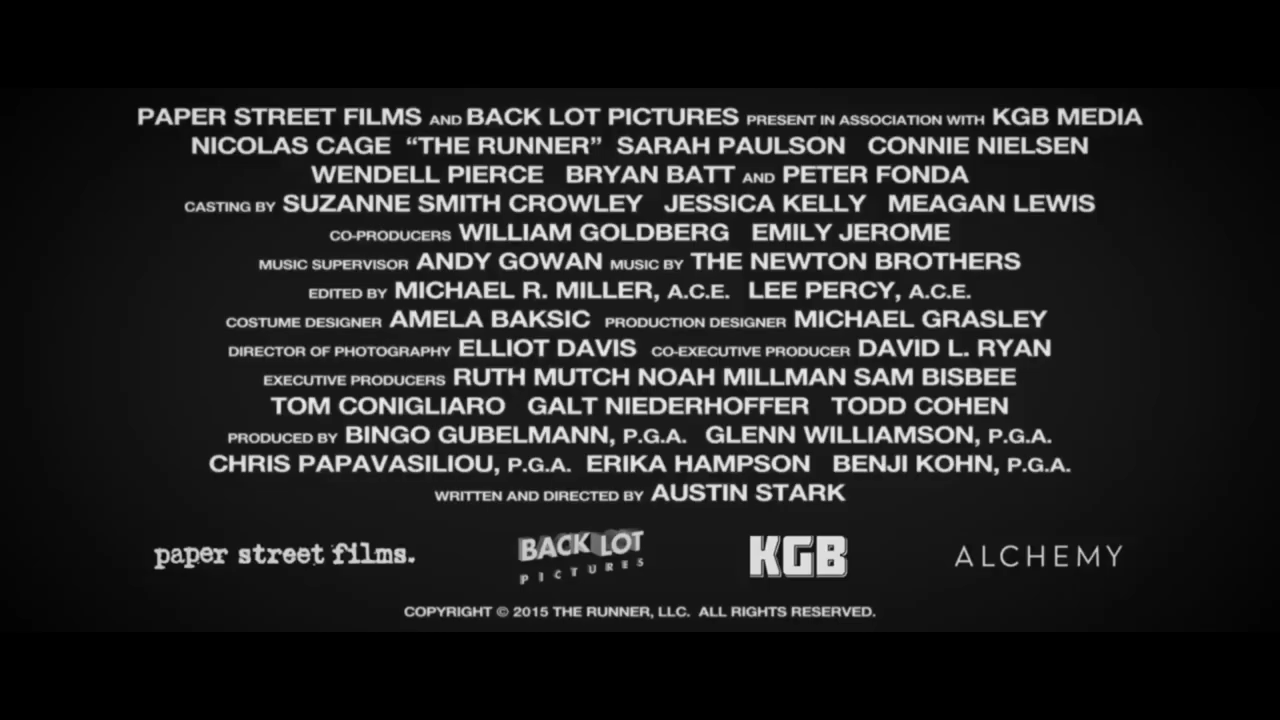 PAPER STREET FILMS AND BACK LOT PICTURES PRESENT IN ASSOCIATION WITH KGB MEDIA
NICOLAS CAGE “THE RUNNER” SARAH PAULSON CONNIE NIELSEN
WENDELL PIERCE BRYAN BATT AND PETER FONDA
CASTING BY SUZANNE SMITH CROWLEY JESSICA KELLY MEAGAN LEWIS
CO-PRODUCERS WILLIAM GOLDBERG EMILY JEROME
MUSIC SUPERVISOR ANDY GOWAN MUSIC BY THE NEWTON BROTHERS
EDITED BY MICHAEL R. MILLER, A.C.E. LEE PERCY, A.C.E.
COSTUME DESIGNER AMELA BAKSIC PRODUCTION DESIGNER MICHAEL GRASLEY
DIRECTOR OF PHOTOGRAPHY ELLIOT DAVIS CO-EXECUTIVE PRODUCER DAVID L. RYAN
EXECUTIVE PRODUCERS RUTH MUTCH NOAH MILLMAN SAM BISBEE
TOM CONIGLIARO GALT NIEDERHOFFER TODD COHEN
PRODUCED BY BINGO GUBELMANN, P.G.A. GLENN WILLIAMSON, P.G.A.
CHRIS PAPAVASILIOU, P.G.A. ERIKA HAMPSON BENJI KOHN, P.G.A.
WRITTEN AND DIRECTED BY AUSTIN STARK
paper street films.
BACK LOT
PICTURES
KGB
ALCHEMY
COPYRIGHT © 2015 THE RUNNER, LLC. ALL RIGHTS RESERVED.